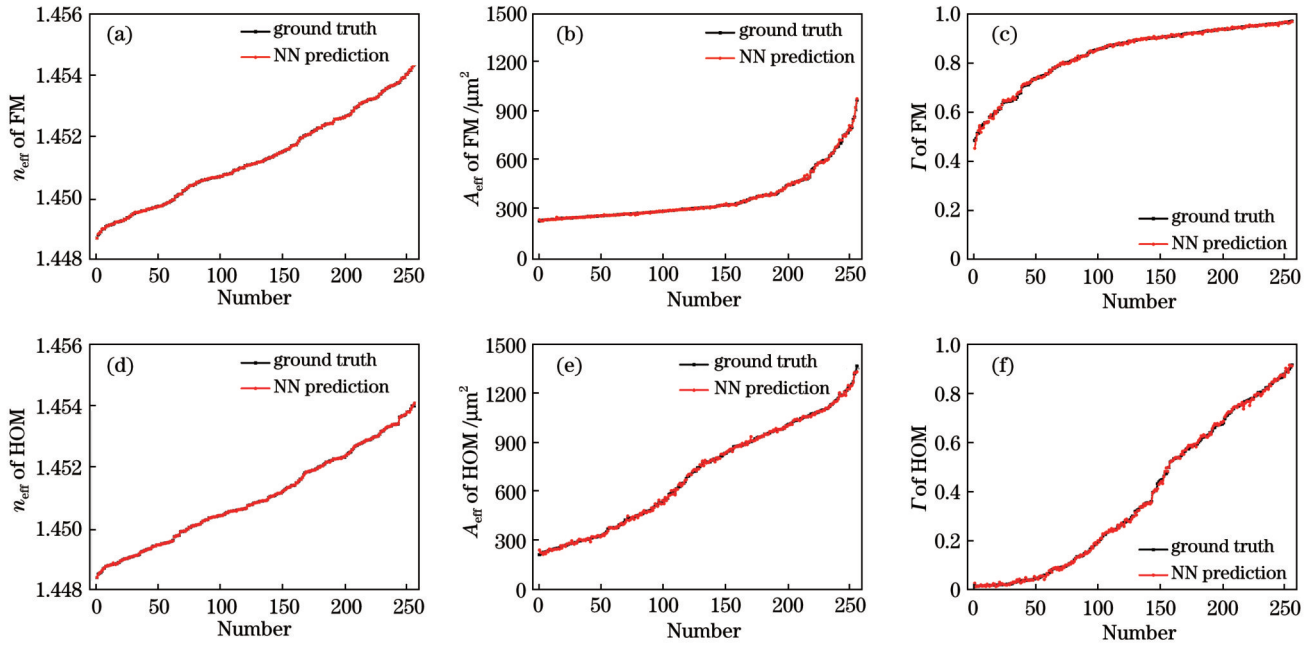 (a)
ground truth
NN prediction
1.456
1.454
1.452
1.450
1.448
n_eff of FM
0 50 100 150 200 250
Number
(b)
ground truth
NN prediction
1500
1200
900
600
300
0
A_eff of FM /μm²
0 50 100 150 200 250
Number
(c)
1.0
0.8
0.6
0.4
0.2
0
Γ of FM
ground truth
NN prediction
0 50 100 150 200 250
Number
(d)
ground truth
NN prediction
1.456
1.454
1.452
1.450
1.448
n_eff of HOM
0 50 100 150 200 250
Number
(e)
ground truth
NN prediction
1500
1200
900
600
300
0
A_eff of HOM /μm²
0 50 100 150 200 250
Number
(f)
1.0
0.8
0.6
0.4
0.2
0
Γ of HOM
ground truth
NN prediction
0 50 100 150 200 250
Number